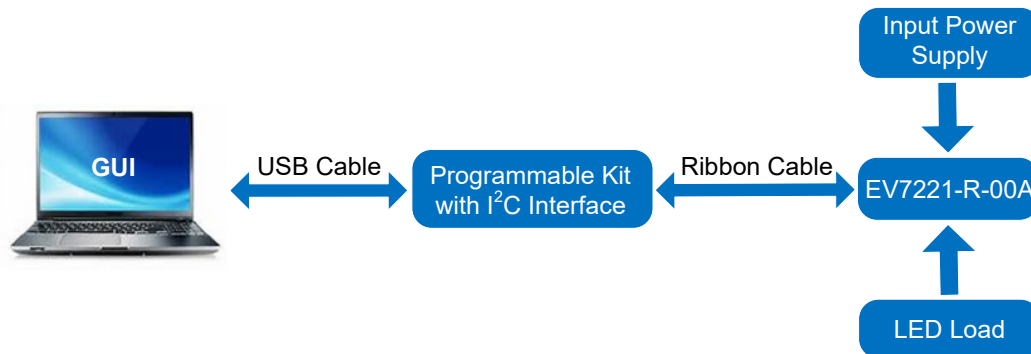 Input Power
Supply
GUI
USB Cable
Programmable Kit
with I²C Interface
Ribbon Cable
EV7221-R-00A
LED Load